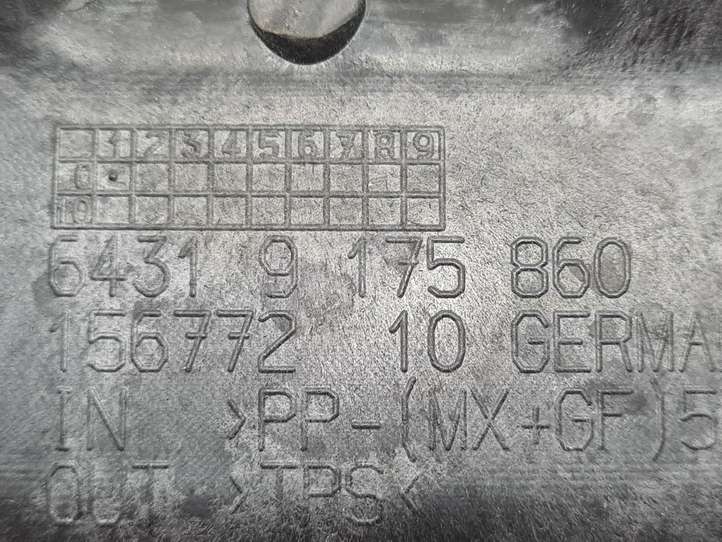 1 2 3 4 5 6 7 8 9
0
10
6431 9 175 860
156772 10 GERMA
IN >PP-(MX+GF)5
OUT >TPS<